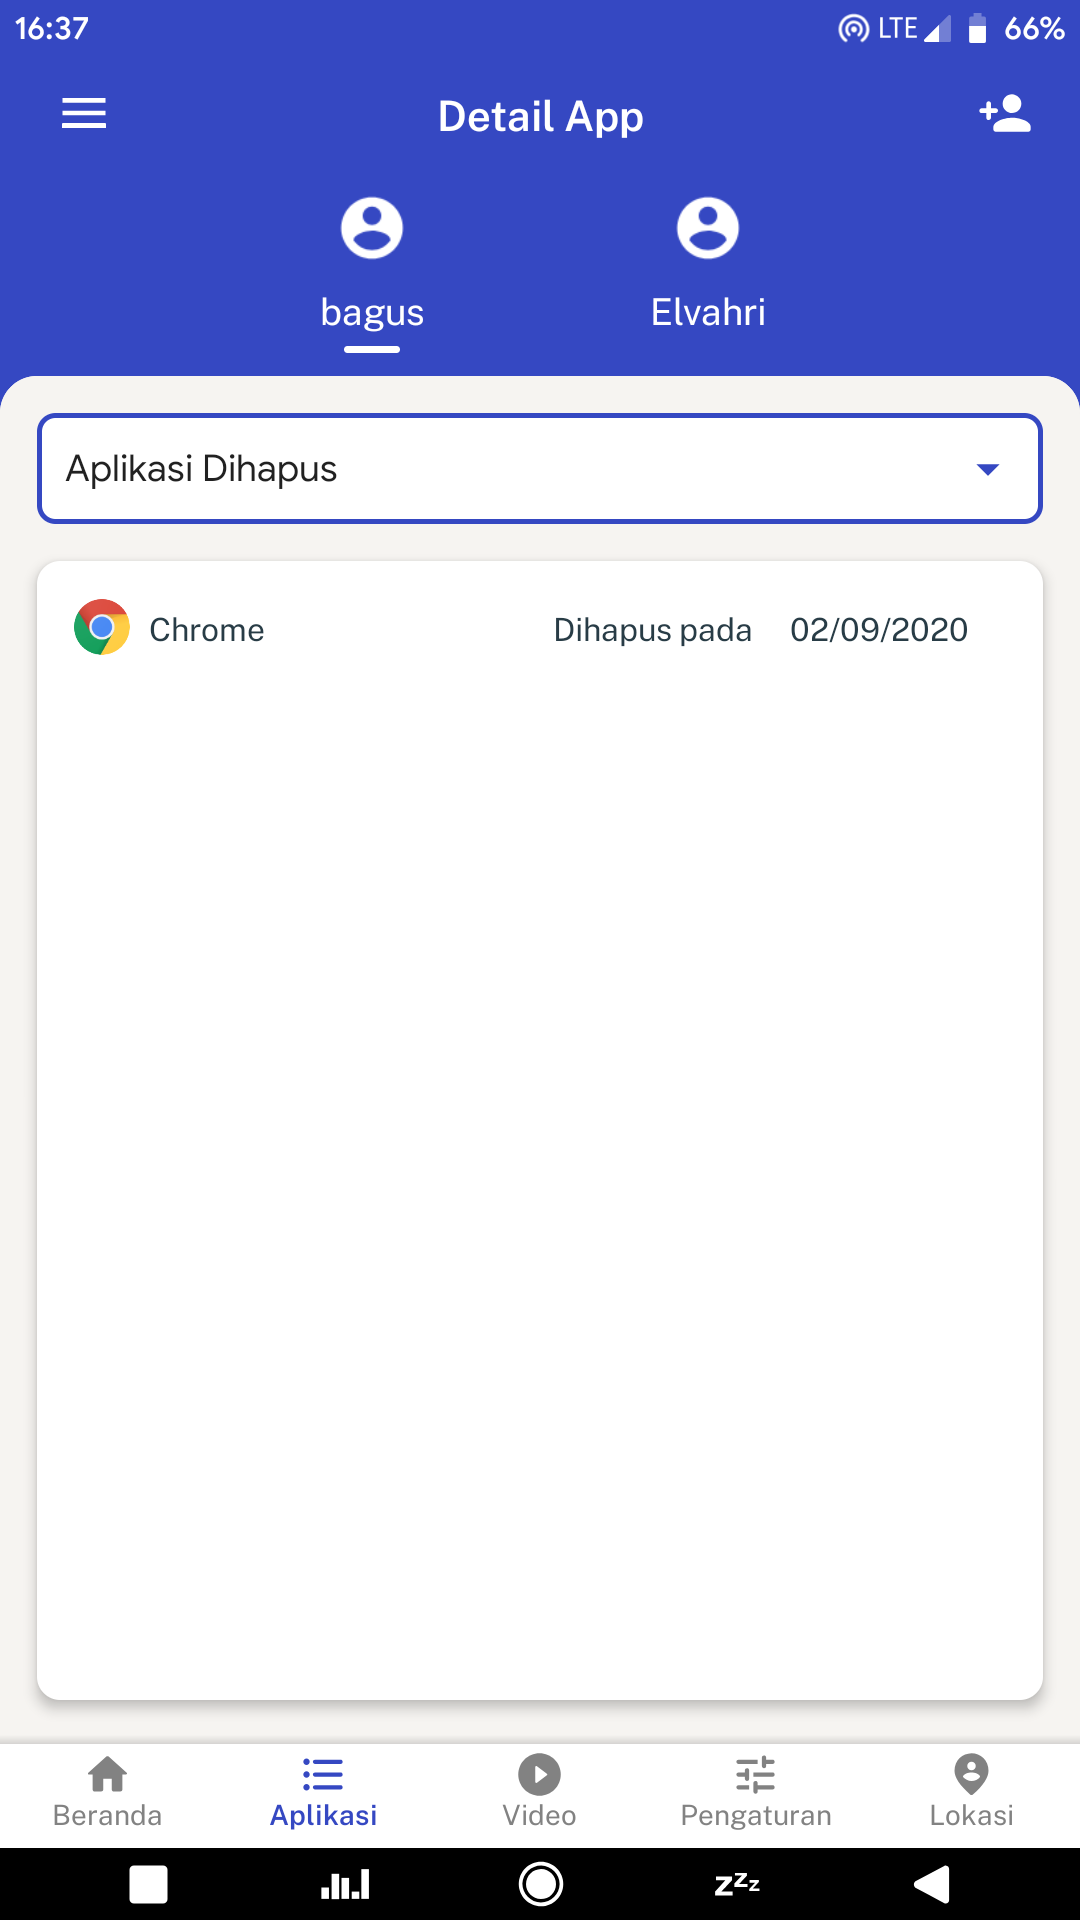 16:37 LTE 66%
Detail App
bagus Elvahri
Aplikasi Dihapus
Chrome Dihapus pada 02/09/2020
Beranda Aplikasi Video Pengaturan Lokasi
zzz